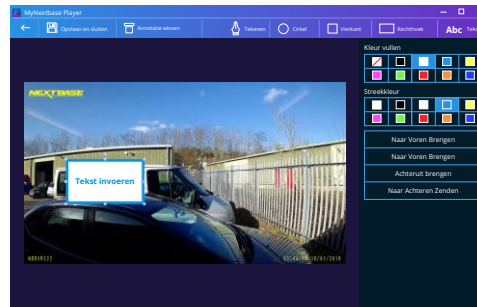 MyNextbase Player
Opslaan en sluiten
Annotatie wissen
Tekenen
Cirkel
Vierkant
Rechthoek
Abc
Kleur vullen
Streekkleur
Naar Voren Brengen
Naar Voren Brengen
Achteruit brengen
Naar Achteren Zenden
NEXTBASE
Tekst invoeren